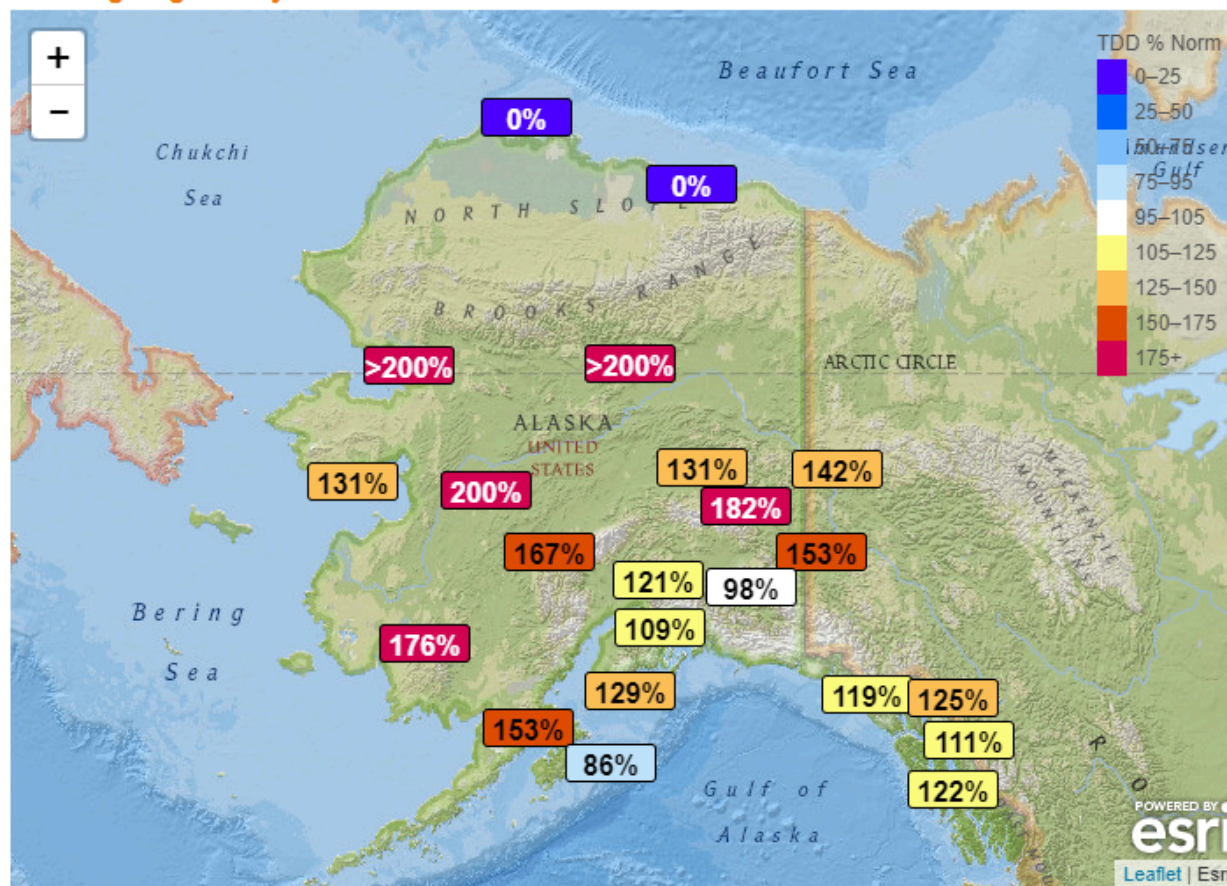 +
−
Beaufort Sea
TDD % Norm
0–25
25–50
75–95
95–105
105–125
125–150
150–175
175+
Gulf
Chukchi
Sea
0%
0%
NORTH SLOPE
BROOKS RANGE
>200%
>200%
ARCTIC CIRCLE
ALASKA
UNITED
STATES
131%
200%
131%
142%
182%
MACKENZIE
MOUNTAINS
167%
153%
121%
98%
Bering
Sea
109%
176%
129%
119%
125%
153%
111%
86%
122%
Gulf of
Alaska
R O
POWERED BY
esri
Leaflet | Esri